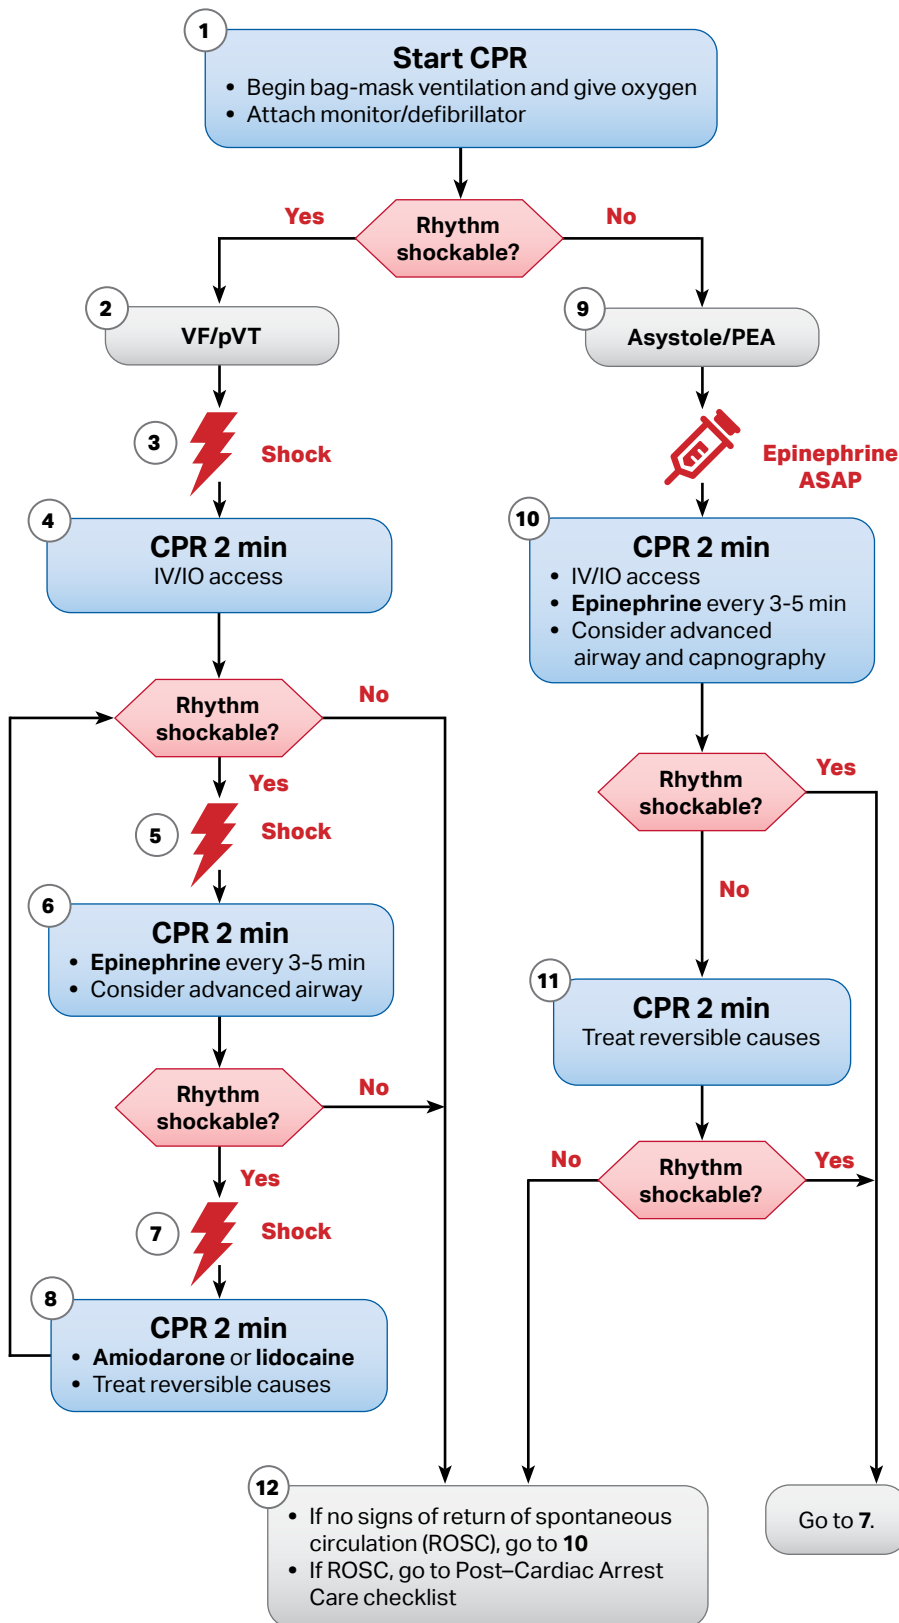 1
Start CPR
• Begin bag-mask ventilation and give oxygen
• Attach monitor/defibrillator
Yes
Rhythm
shockable?
No
2
VF/pVT
9
Asystole/PEA
3
Shock
Epinephrine
ASAP
4
CPR 2 min
IV/IO access
10
CPR 2 min
• IV/IO access
• Epinephrine every 3-5 min
• Consider advanced
airway and capnography
Rhythm
shockable?
No
Yes
Rhythm
shockable?
Yes
No
5
Shock
6
CPR 2 min
• Epinephrine every 3-5 min
• Consider advanced airway
11
CPR 2 min
Treat reversible causes
Rhythm
shockable?
No
Yes
No
Rhythm
shockable?
Yes
7
Shock
8
CPR 2 min
• Amiodarone or lidocaine
• Treat reversible causes
12
• If no signs of return of spontaneous
circulation (ROSC), go to 10
• If ROSC, go to Post–Cardiac Arrest
Care checklist
Go to 7.